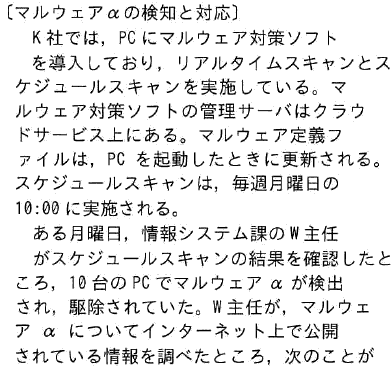 〔マルウェアαの検知と対応〕
K社では，PCにマルウェア対策ソフト
を導入しており，リアルタイムスキャンとス
ケジュールスキャンを実施している。マ
ルウェア対策ソフトの管理サーバはクラウ
ドサービス上にある。マルウェア定義フ
ァイルは，PC を起動したときに更新される。
スケジュールスキャンは，毎週月曜日の
10:00に実施される。
ある月曜日，情報システム課のW主任
がスケジュールスキャンの結果を確認したと
ころ，10台のPCでマルウェア α が検出
され，駆除されていた。W主任が，マルウェ
ア α についてインターネット上で公開
されている情報を調べたところ，次のことが